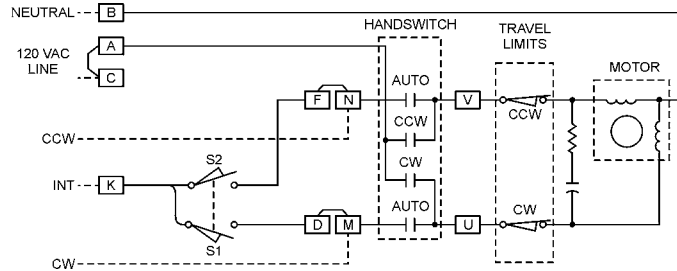 NEUTRAL
B
HANDSWITCH
TRAVEL
LIMITS
A
120 VAC
LINE
C
MOTOR
AUTO
F
N
V
CCW
CCW
CCW
S2
CW
INT
K
AUTO
CW
D
M
U
S1
CW